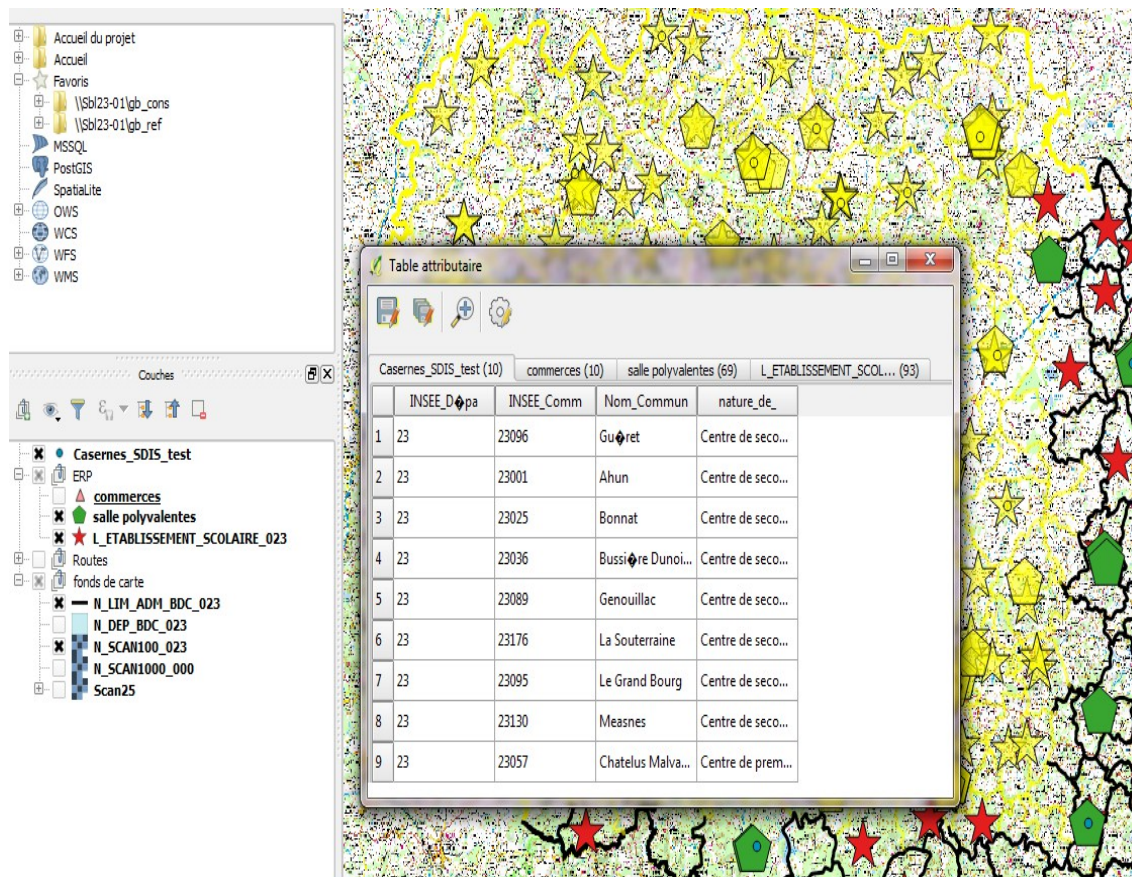 Accueil du projet
Accueil
Favoris
\\Sbl23-01\gb_cons
\\Sbl23-01\gb_ref
MSSQL
PostGIS
SpatiaLite
OWS
WCS
WFS
WMS
Couches
Casernes_SDIS_test
ERP
commerces
salle polyvalentes
L_ETABLISSEMENT_SCOLAIRE_023
Routes
fonds de carte
N_LIM_ADM_BDC_023
N_DEP_BDC_023
N_SCAN100_023
N_SCAN1000_000
Scan25
Table attributaire
Casernes_SDIS_test (10) commerces (10) salle polyvalentes (69) L_ETABLISSEMENT_SCOL... (93)
INSEE_D�pa INSEE_Comm Nom_Commun nature_de_
1 23 23096 Gu�ret Centre de seco...
2 23 23001 Ahun Centre de seco...
3 23 23025 Bonnat Centre de seco...
4 23 23036 Bussi�re Dunoi... Centre de seco...
5 23 23089 Genouillac Centre de seco...
6 23 23176 La Souterraine Centre de seco...
7 23 23095 Le Grand Bourg Centre de seco...
8 23 23130 Measnes Centre de seco...
9 23 23057 Chatelus Malva... Centre de prem...